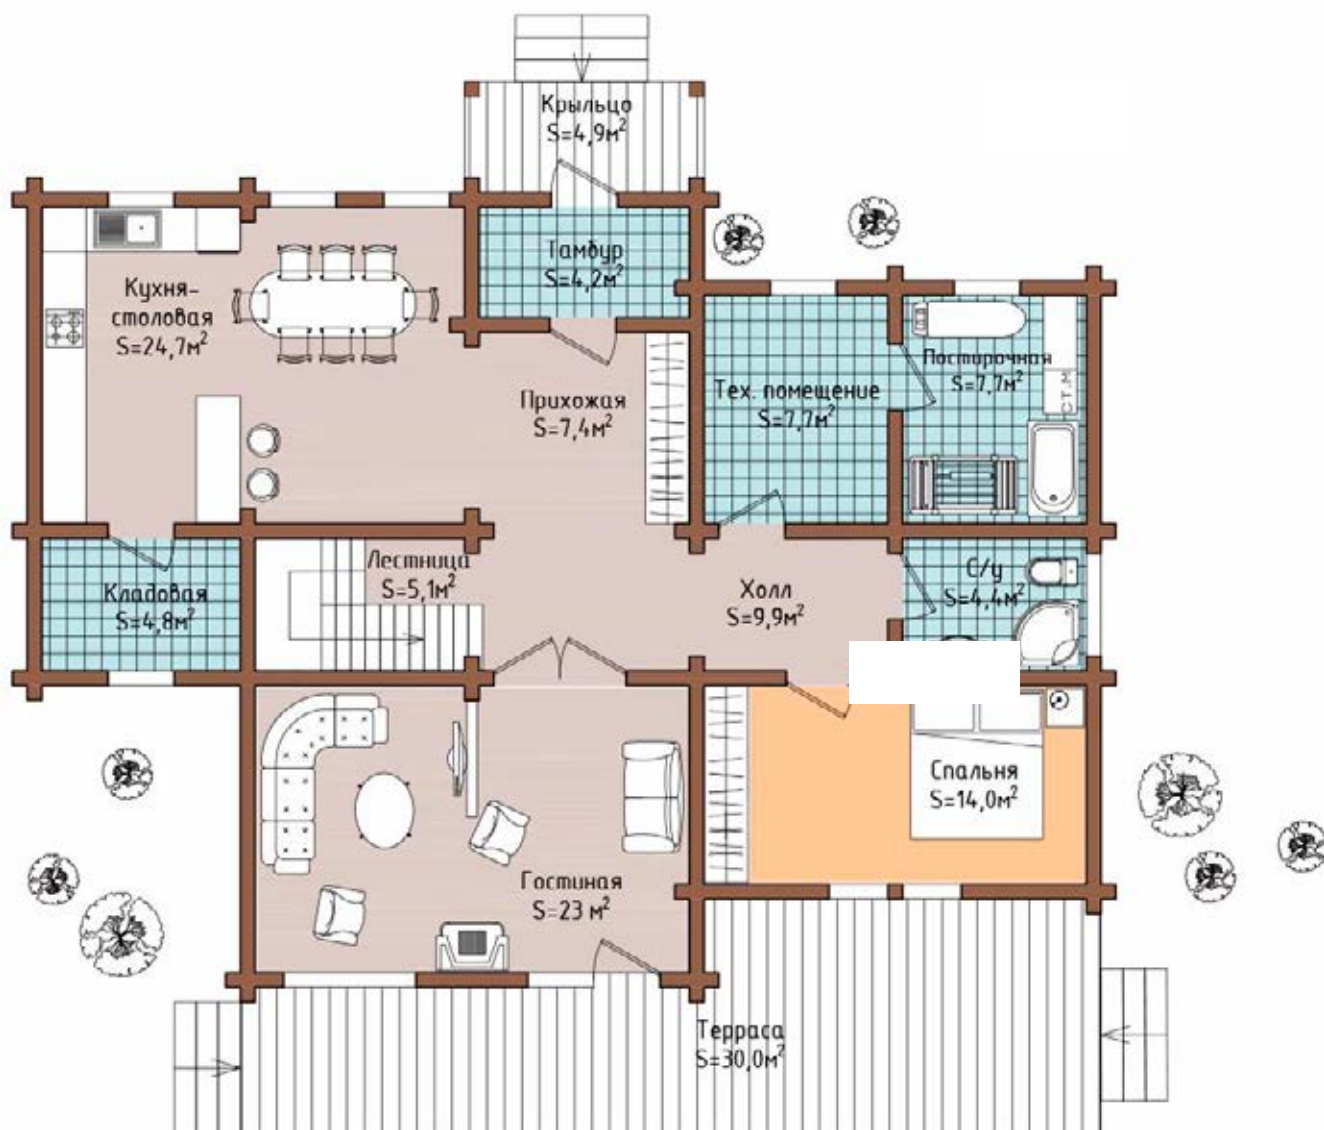 Крыльцо
S=4,9м²
Тамбур
S=4,2м²
Кухня-
столовая
S=24,7м²
Прихожая
S=7,4м²
Тех. помещение
S=7,7м²
Постирочная
S=7,7м²
СТ.М
Кладовая
S=4,8м²
Лестница
S=5,1м²
Холл
S=9,9м²
С/у
S=4,4м²
Гостиная
S=23 м²
Спальня
S=14,0м²
Терраса
S=30,0м²